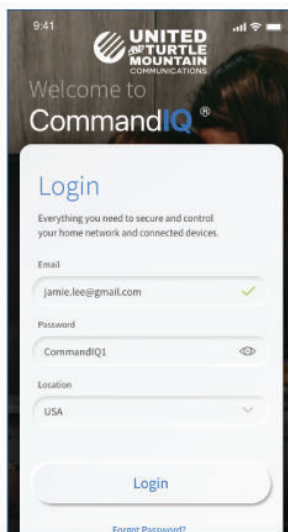 9:41
UNITED
AND TURTLE
MOUNTAIN
COMMUNICATIONS
Welcome to
CommandIQ ®
Login
Everything you need to secure and control
your home network and connected devices.
Email
jamie.lee@gmail.com
Password
CommandIQ1
Location
USA
Login
Forgot Password?